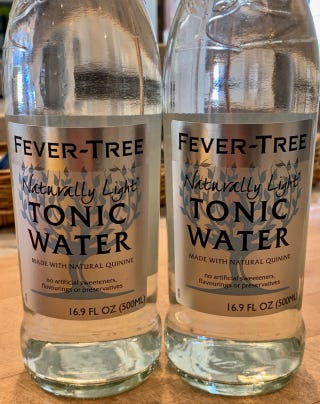 FEVER-TREE
Naturally Light
TONIC
WATER
MADE WITH NATURAL QUININE
no artificial sweeteners,
flavourings or preservatives
16.9 FL OZ (500ML)
FEVER-TREE
Naturally Light
TONIC
WATER
MADE WITH NATURAL QUININE
no artificial sweeteners,
flavourings or preservatives
16.9 FL OZ (500ML)